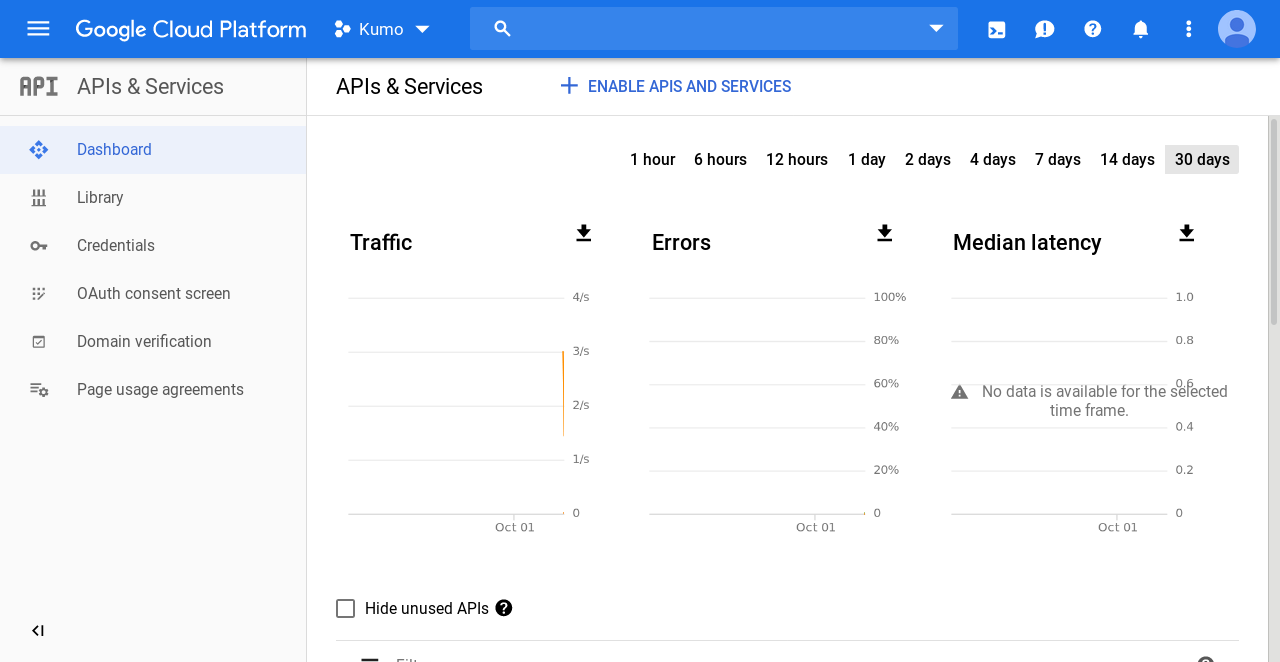 Google Cloud Platform
Kumo
API
APIs & Services
APIs & Services
ENABLE APIS AND SERVICES
Dashboard
Library
Credentials
OAuth consent screen
Domain verification
Page usage agreements
1 hour 6 hours 12 hours 1 day 2 days 4 days 7 days 14 days 30 days
Traffic
4/s
3/s
2/s
1/s
0
Oct 01
Errors
100%
80%
60%
40%
20%
0
Oct 01
Median latency
1.0
0.8
0.6
0.4
0.2
0
Oct 01
No data is available for the selected
time frame.
Hide unused APIs